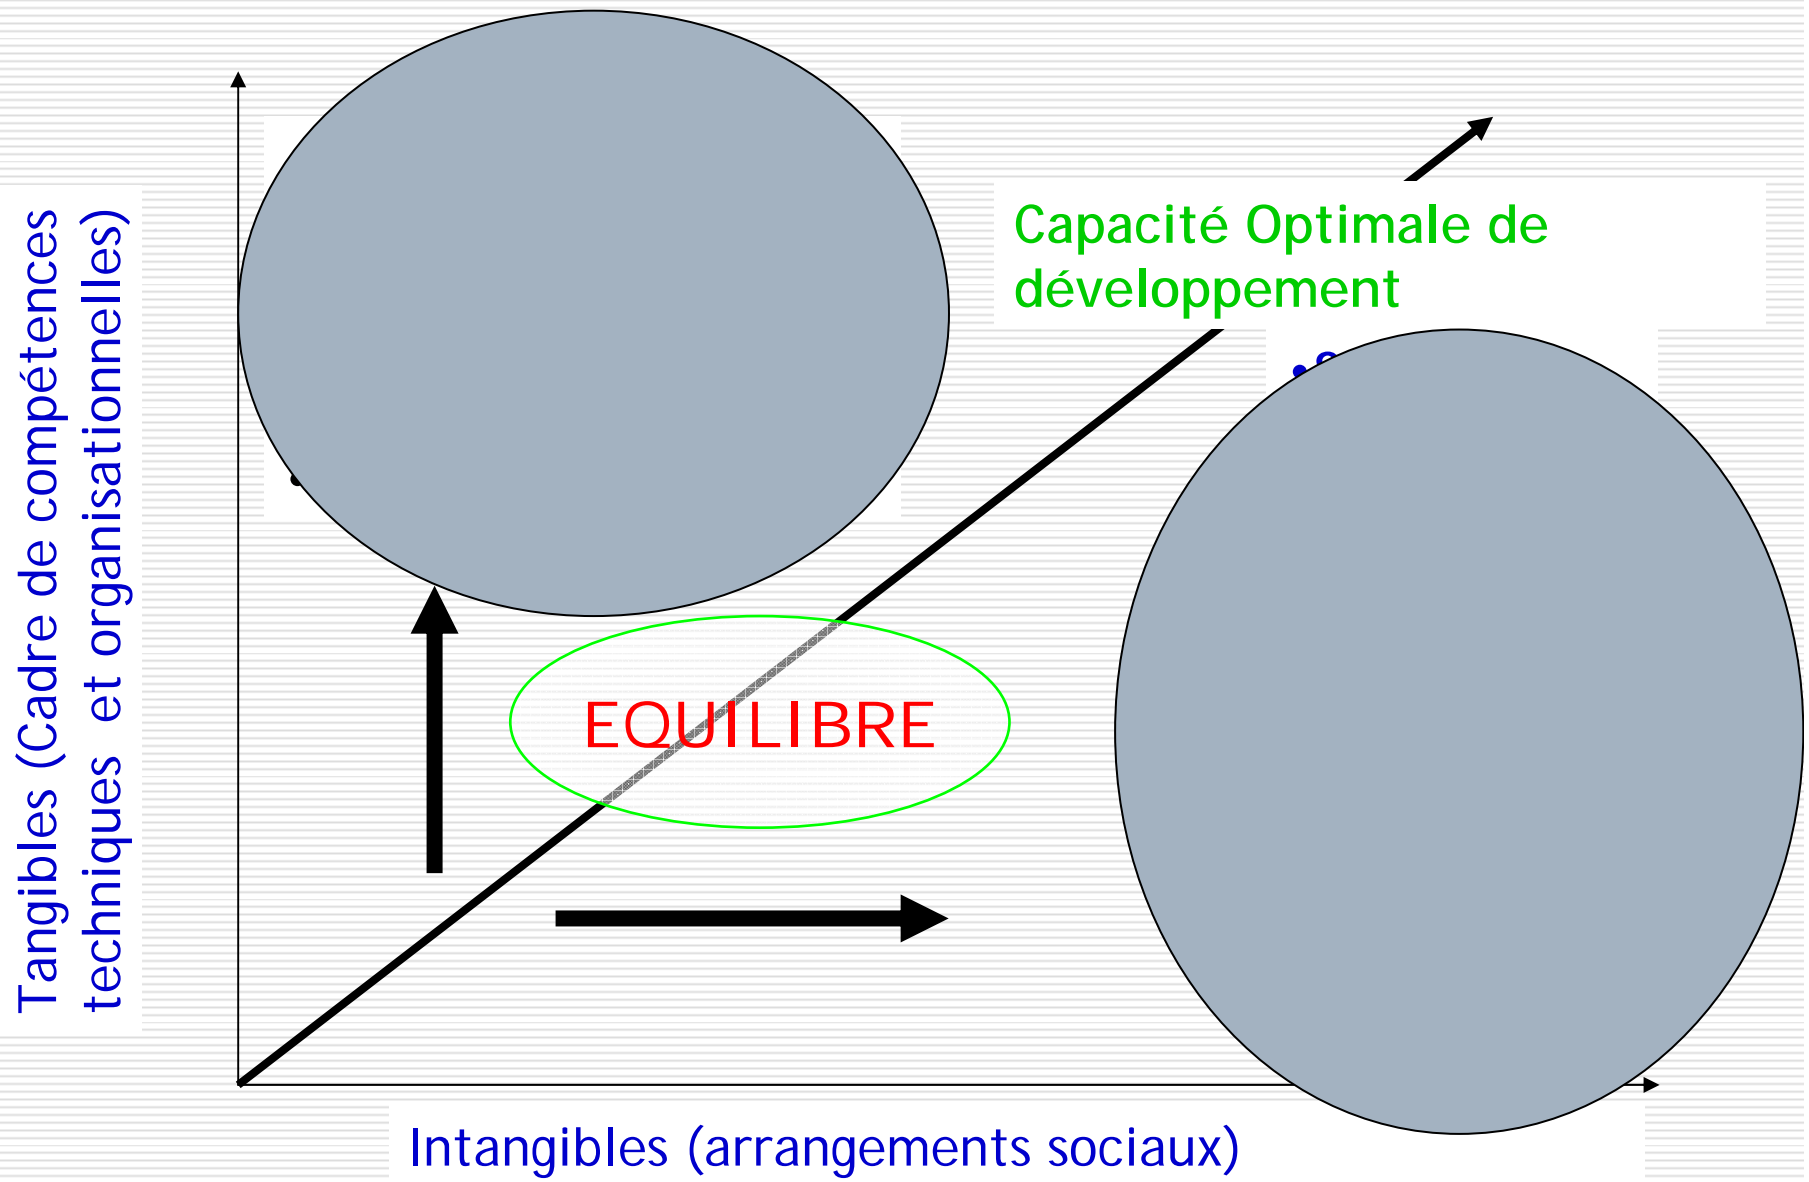 Tangibles (Cadre de compétences
techniques et organisationnelles)
Capacité Optimale de
développement
EQUILIBRE
Intangibles (arrangements sociaux)